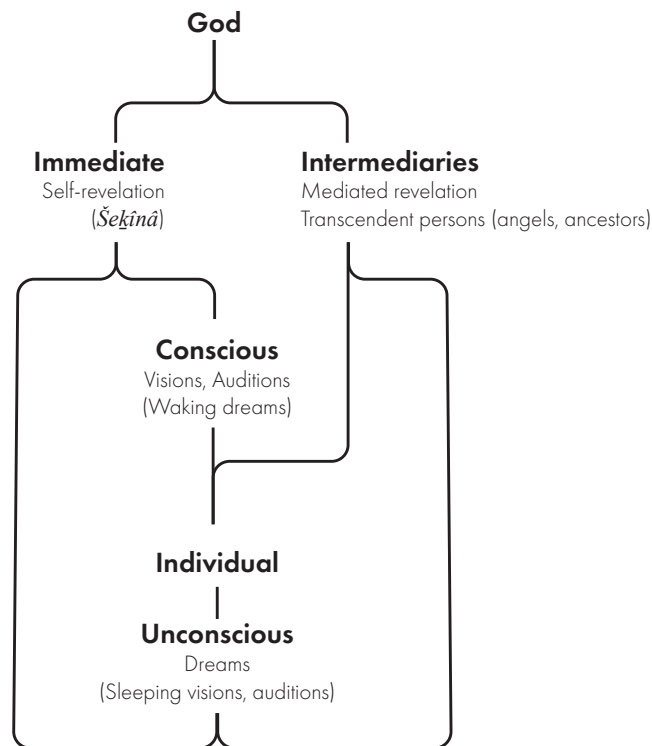 God
Immediate
Self-revelation
(Šeḵînâ)
Intermediaries
Mediated revelation
Transcendent persons (angels, ancestors)
Conscious
Visions, Auditions
(Waking dreams)
Individual
Unconscious
Dreams
(Sleeping visions, auditions)